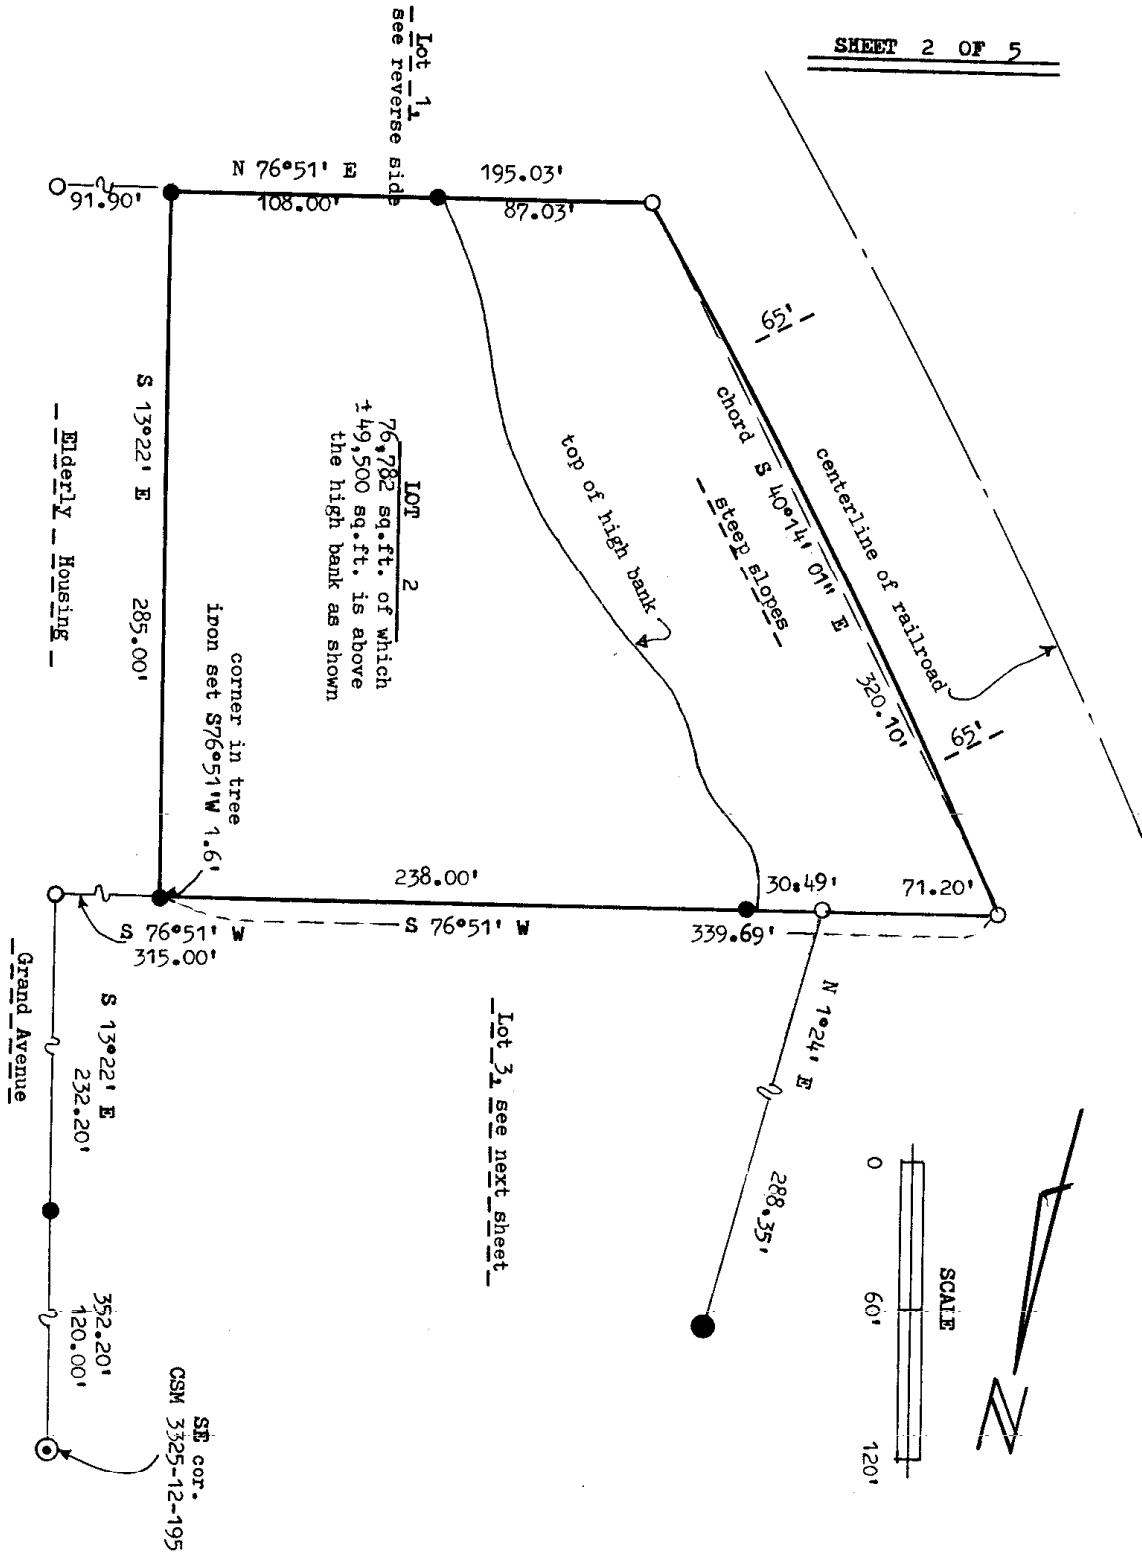 SHEET 2 OF 5
Lot 1,
see reverse side
N 76°51' E
195.03'
91.90'
108.00'
87.03'
65'
centerline of railroad
chord S 40°14' 01" E 320.10'
steep slopes
65'
top of high bank
LOT 2
76,782 sq.ft. of which
±49,500 sq.ft. is above
the high bank as shown
S 13°22' E 285.00'
Elderly Housing
corner in tree
iron set S76°51'W 1.6'
238.00'
30.49'
71.20'
S 76°51' W
339.69'
S 76°51' W
315.00'
Grand Avenue
S 13°22' E
232.20'
Lot 3, see next sheet
N 1°24' E
288.35'
352.20'
120.00'
SE cor.
CSM 3325-12-195
SCALE
0 60' 120'
N